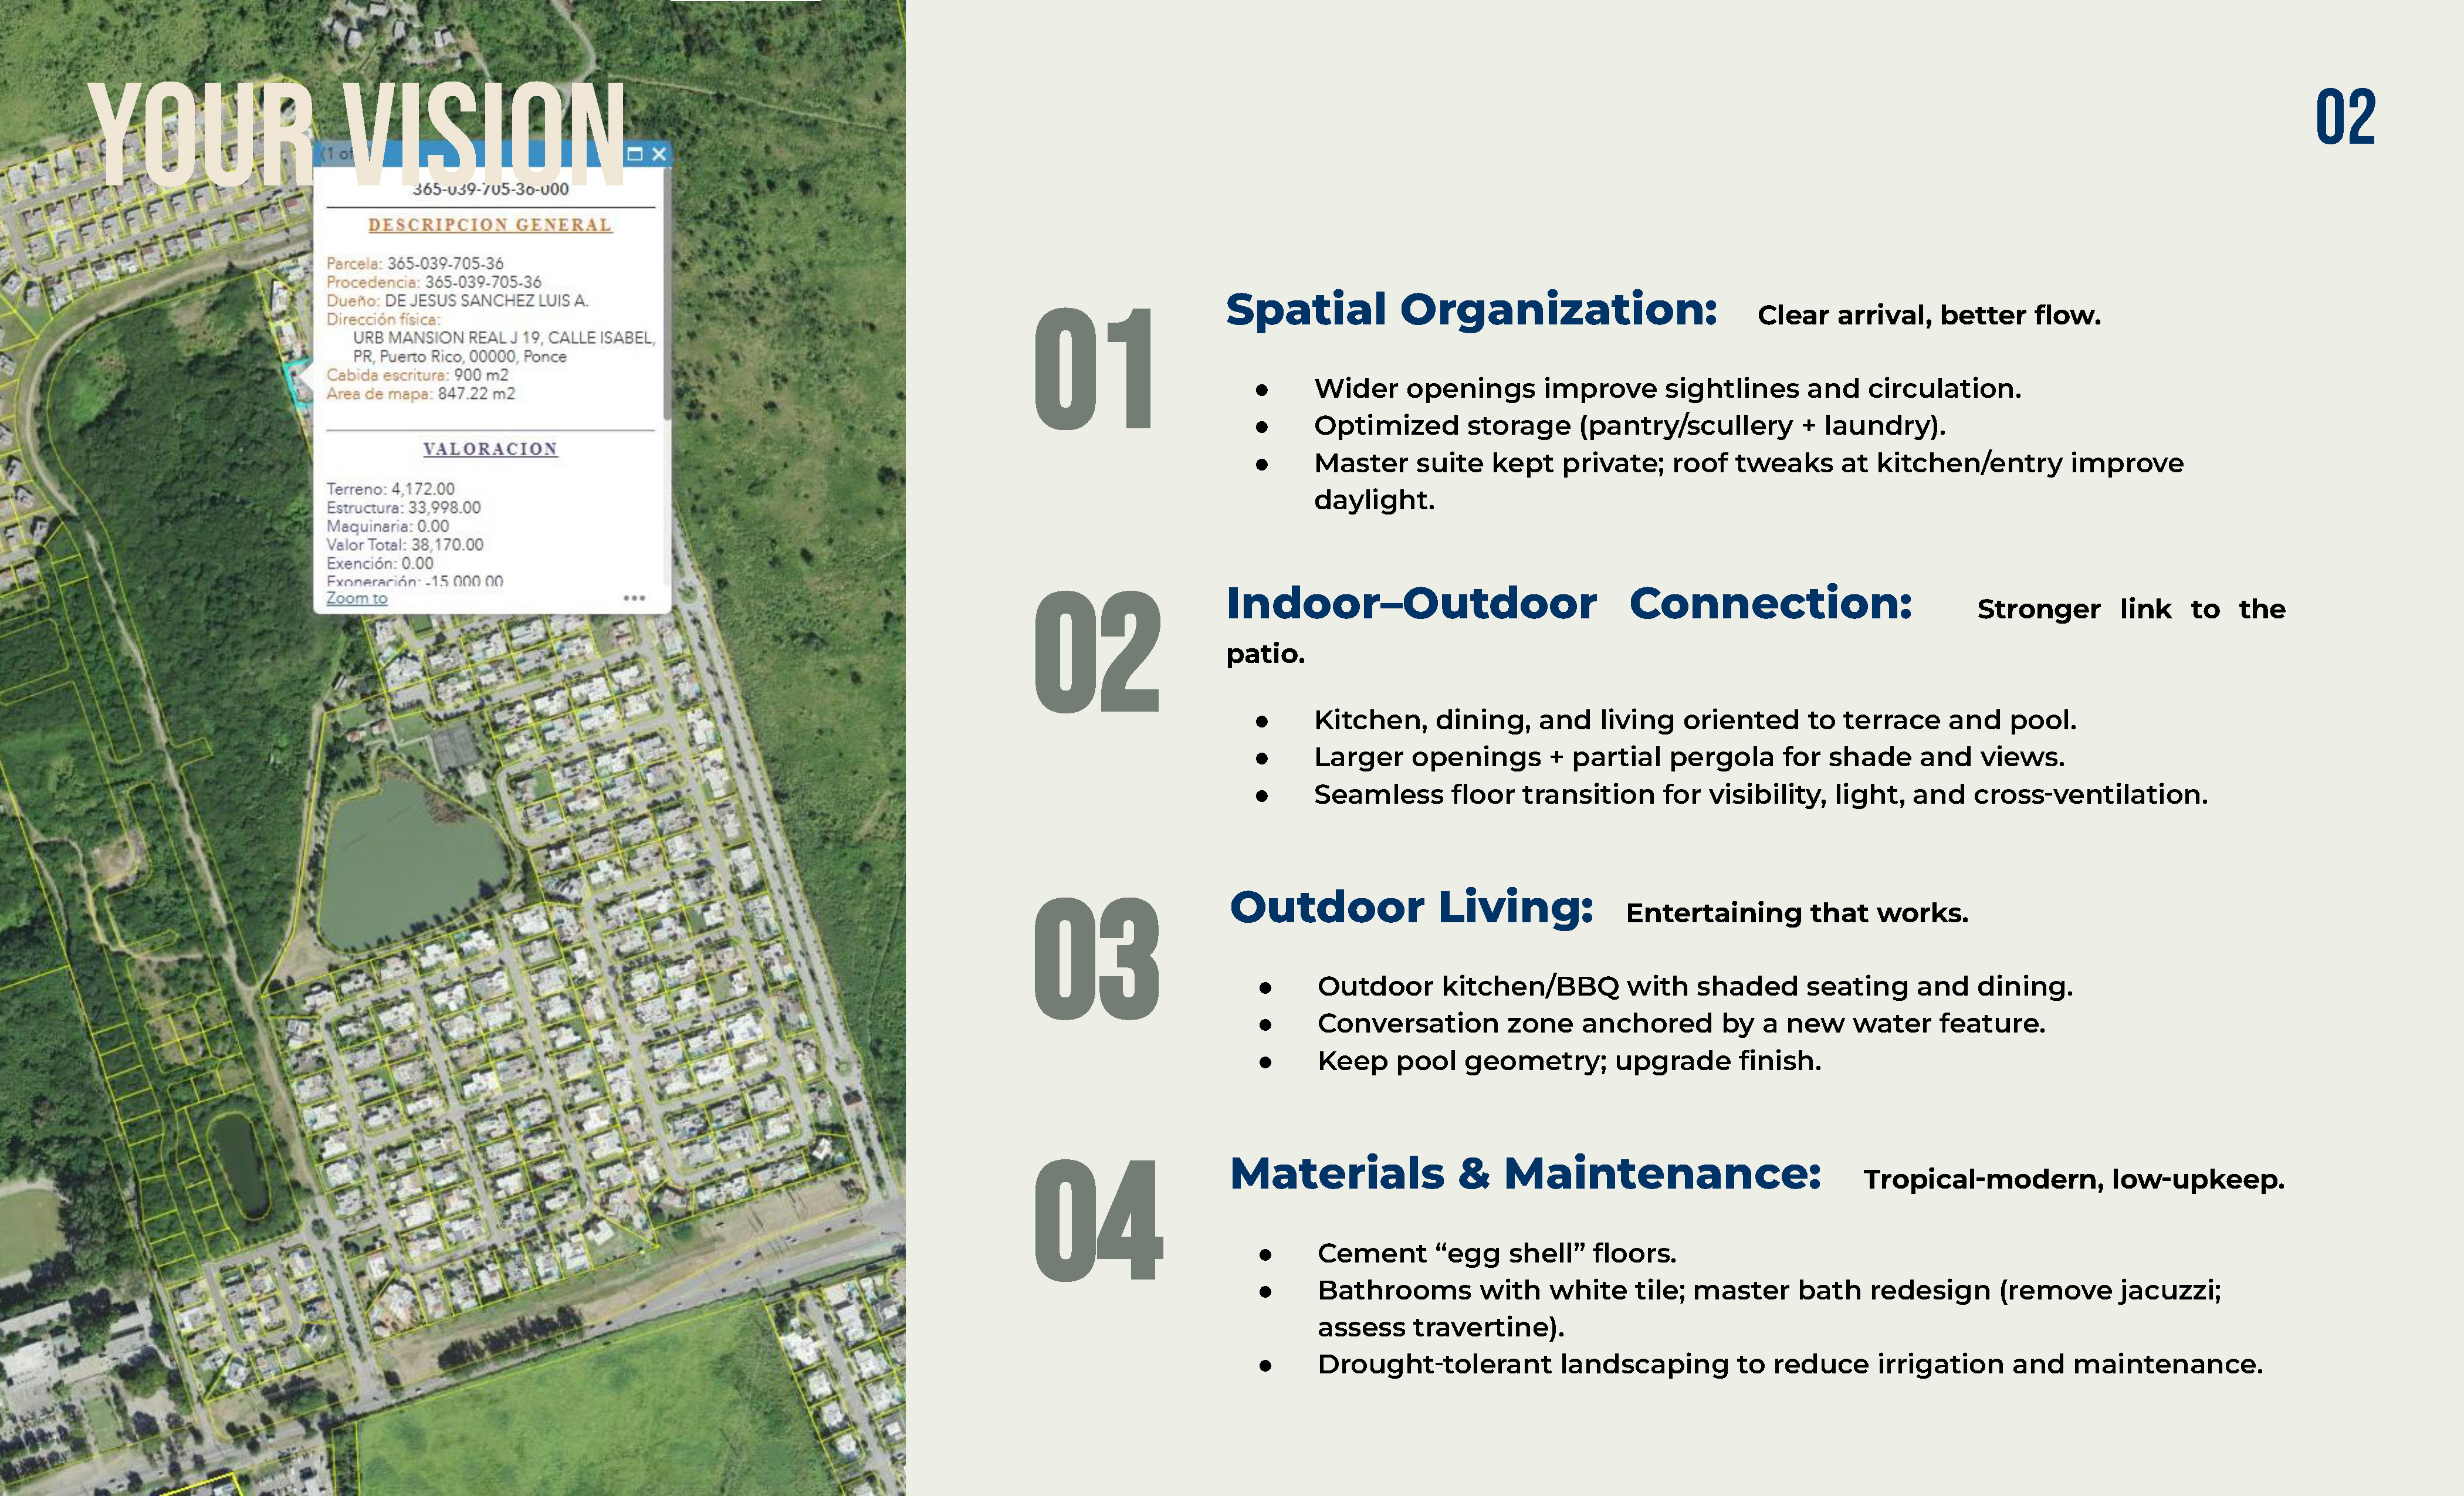 YOUR VISION
02
(1 of
365-039-705-36-000
DESCRIPCION GENERAL
Parcela: 365-039-705-36
Procedencia: 365-039-705-36
Dueño: DE JESUS SANCHEZ LUIS A.
Dirección física:
URB MANSION REAL J 19, CALLE ISABEL,
PR, Puerto Rico, 00000, Ponce
Cabida escritura: 900 m2
Area de mapa: 847.22 m2
VALORACION
Terreno: 4,172.00
Estructura: 33,998.00
Maquinaria: 0.00
Valor Total: 38,170.00
Exención: 0.00
Exoneración: -15,000.00
Zoom to
01
Spatial Organization: Clear arrival, better flow.
● Wider openings improve sightlines and circulation.
● Optimized storage (pantry/scullery + laundry).
● Master suite kept private; roof tweaks at kitchen/entry improve
daylight.
02
Indoor–Outdoor Connection: Stronger link to the
patio.
● Kitchen, dining, and living oriented to terrace and pool.
● Larger openings + partial pergola for shade and views.
● Seamless floor transition for visibility, light, and cross-ventilation.
03
Outdoor Living: Entertaining that works.
● Outdoor kitchen/BBQ with shaded seating and dining.
● Conversation zone anchored by a new water feature.
● Keep pool geometry; upgrade finish.
04
Materials & Maintenance: Tropical-modern, low-upkeep.
● Cement “egg shell” floors.
● Bathrooms with white tile; master bath redesign (remove jacuzzi;
assess travertine).
● Drought-tolerant landscaping to reduce irrigation and maintenance.